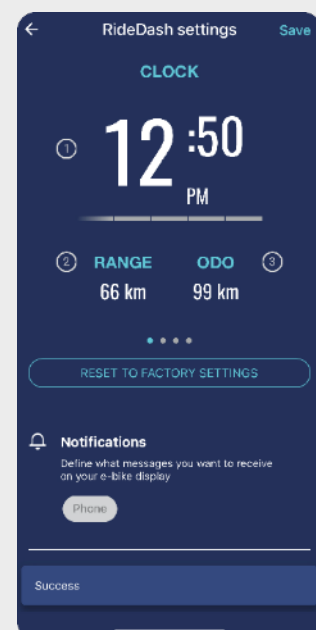 RideDash settings Save
CLOCK
1
12 :50
PM
2 RANGE ODO 3
66 km 99 km
RESET TO FACTORY SETTINGS
Notifications
Define what messages you want to receive
on your e-bike display
Phone
Success